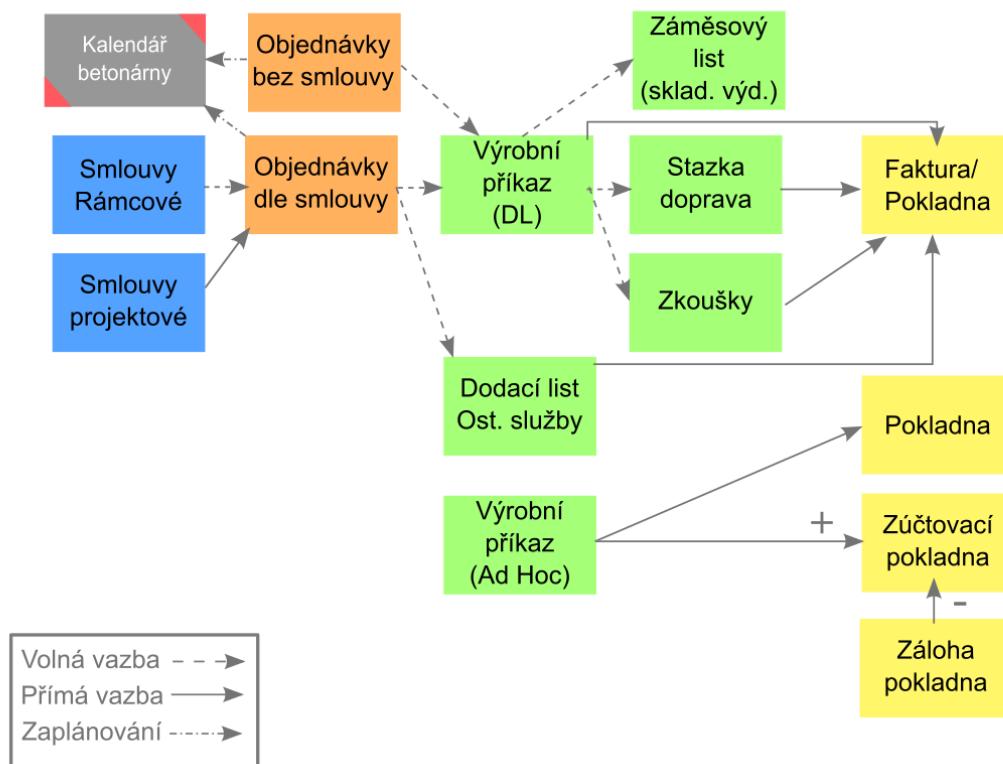 Kalendář
betonárny
Objednávky
bez smlouvy
Záměsový
list
(sklad. výd.)
Smlouvy
Rámcové
Objednávky
dle smlouvy
Výrobní
příkaz
(DL)
Stazka
doprava
Faktura/
Pokladna
Smlouvy
projektové
Zkoušky
Dodací list
Ost. služby
Pokladna
Výrobní
příkaz
(Ad Hoc)
+
Zúčtovací
pokladna
-
Záloha
pokladna
Volná vazba
Přímá vazba
Zaplánování